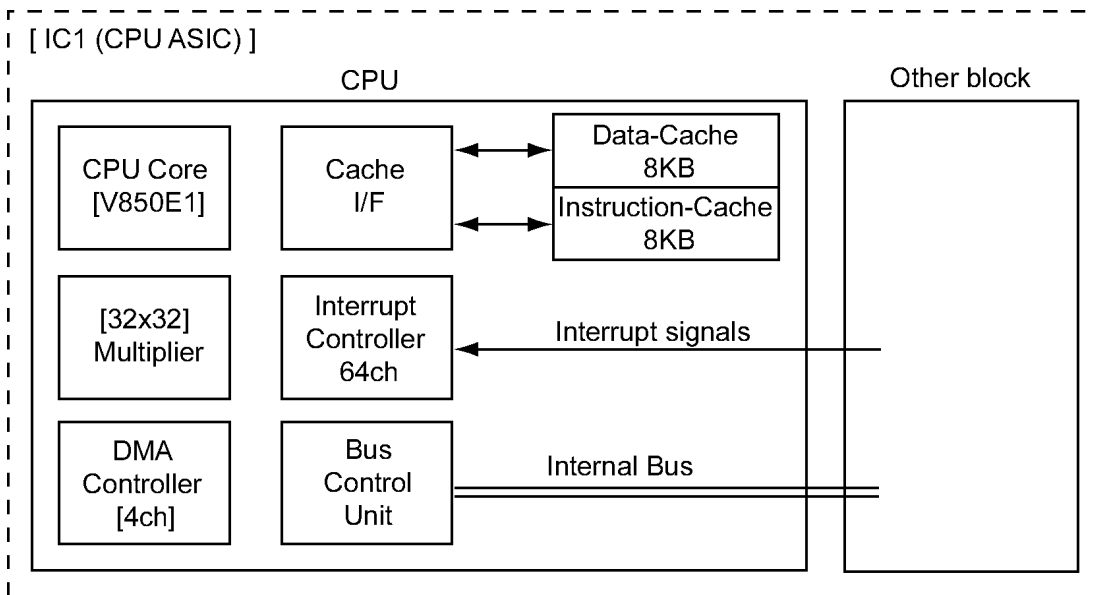 [ IC1 (CPU ASIC) ]
CPU
Other block
CPU Core
[V850E1]
Cache
I/F
Data-Cache
8KB
Instruction-Cache
8KB
[32x32]
Multiplier
Interrupt
Controller
64ch
Interrupt signals
DMA
Controller
[4ch]
Bus
Control
Unit
Internal Bus